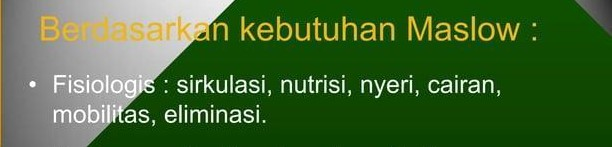 Berdasarkan kebutuhan Maslow :
• Fisiologis : sirkulasi, nutrisi, nyeri, cairan,
mobilitas, eliminasi.